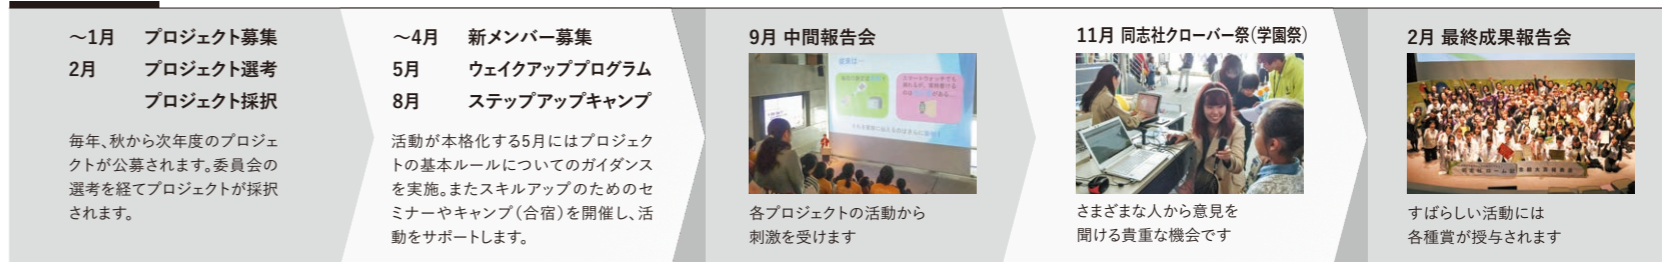 ～1月 プロジェクト募集
2月 プロジェクト選考
プロジェクト採択
毎年、秋から次年度のプロジェ
クトが公募されます。委員会の
選考を経てプロジェクトが採択
されます。
～4月 新メンバー募集
5月 ウェイクアッププログラム
8月 ステップアップキャンプ
活動が本格化する5月にはプロジェク
トの基本ルールについてのガイダンス
を実施。またスキルアップのためのセ
ミナーやキャンプ（合宿）を開催し、活
動をサポートします。
9月 中間報告会
各プロジェクトの活動から
刺激を受けます
11月 同志社クローバー祭（学園祭）
さまざまな人から意見を
聞ける貴重な機会です
2月 最終成果報告会
すばらしい活動には
各種賞が授与されます